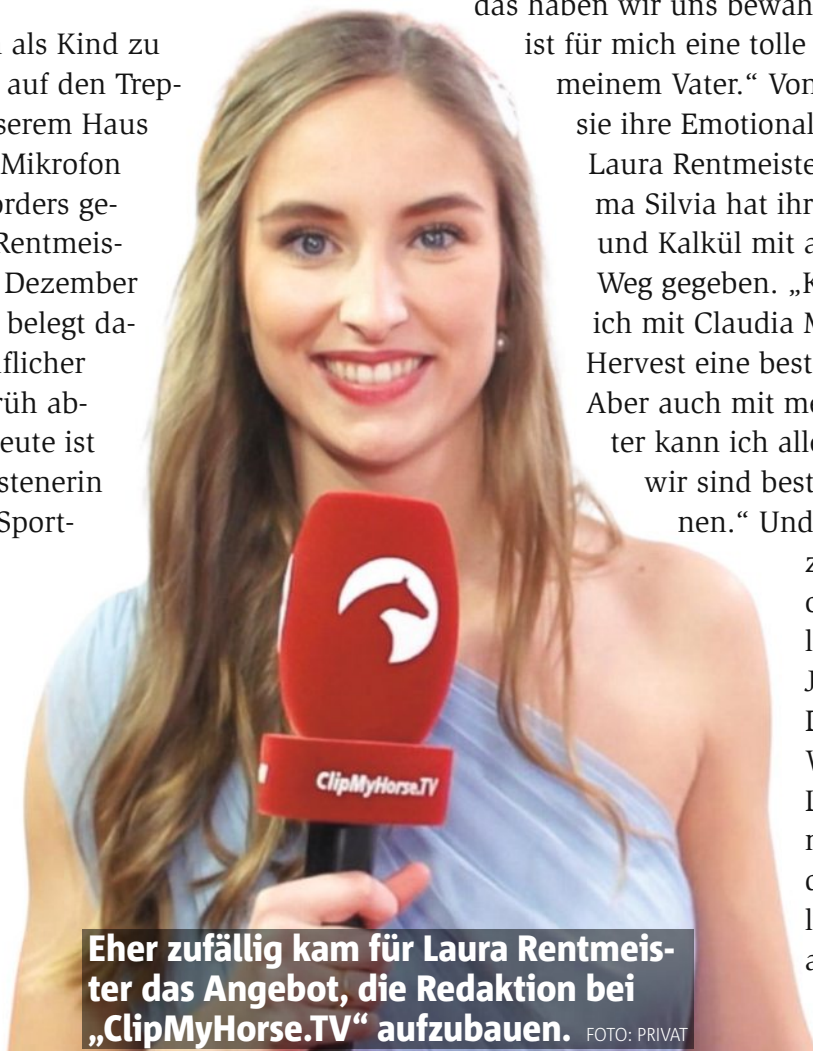 als Kind zu
auf den Trep-
serem Haus
Mikrofon
orders ge-
Rentmeis-
Dezember
belegt da-
flicher
rüh ab-
eute ist
stenerin
Sport-
das haben wir uns bewah
ist für mich eine tolle
meinem Vater.“ Von
sie ihre Emotional
Laura Rentmeiste
ma Silvia hat ihr
und Kalkül mit a
Weg gegeben. „K
ich mit Claudia M
Hervest eine best
Aber auch mit me
ter kann ich alle
wir sind best
nen.“ Und
z
l
J
D
W
L
l
a
ClipMyHorse.TV
Eher zufällig kam für Laura Rentmeis-
ter das Angebot, die Redaktion bei
„ClipMyHorse.TV“ aufzubauen. FOTO: PRIVAT